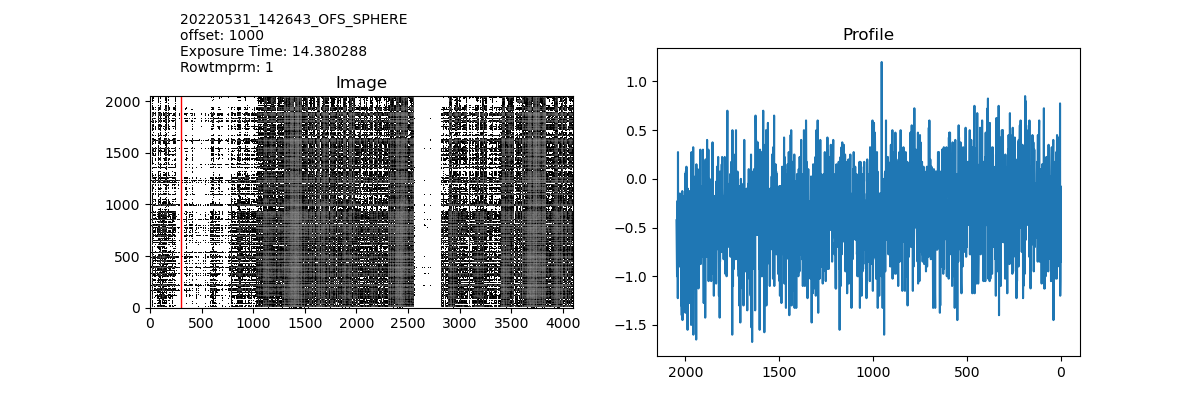 20220531_142643_OFS_SPHERE
offset: 1000
Exposure Time: 14.380288
Rowtmprm: 1
Image
2000
1500
1000
500
0
0 500 1000 1500 2000 2500 3000 3500 4000
Profile
1.0
0.5
0.0
−0.5
−1.0
−1.5
2000 1500 1000 500 0